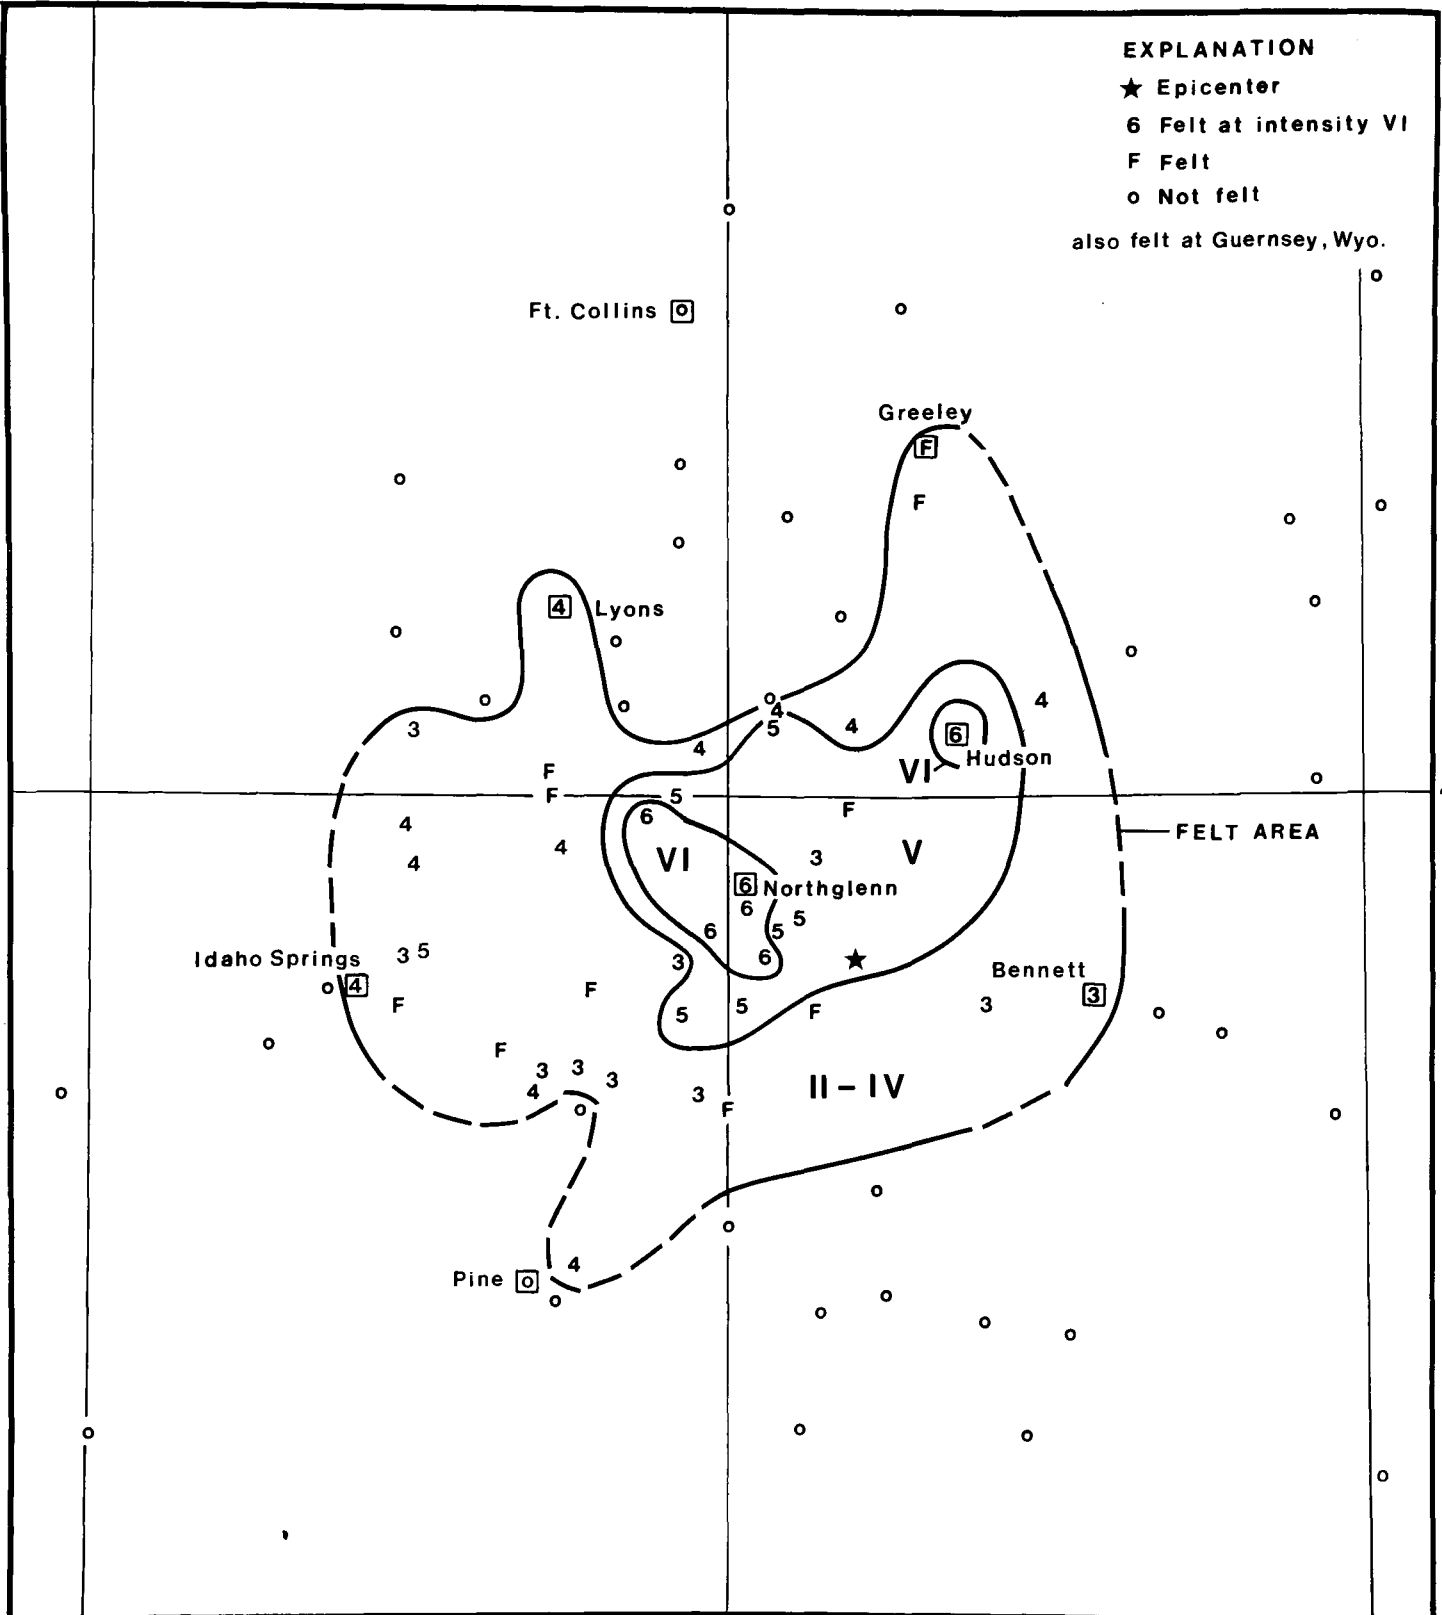 EXPLANATION
★ Epicenter
6 Felt at intensity VI
F Felt
o Not felt
also felt at Guernsey, Wyo.
o
o
Ft. Collins o
o
Greeley
F
o
o
F
o
o
o
o
4 Lyons
o
o
o
o
o
o
4
o
o
3
4
5
4
4
6
Hudson
VI
F
o
F
5
F
6
4
FELT AREA
4
VI
3
V
4
6 Northglenn
6
5
6
5
Idaho Springs
3
5
3
6
o
4
F
F
Bennett
3
3
5
5
F
o
o
o
F
3
3
3
4
o
3
F
II–IV
o
o
o
o
4
Pine o
o
o
o
o
o
o
o
o
o